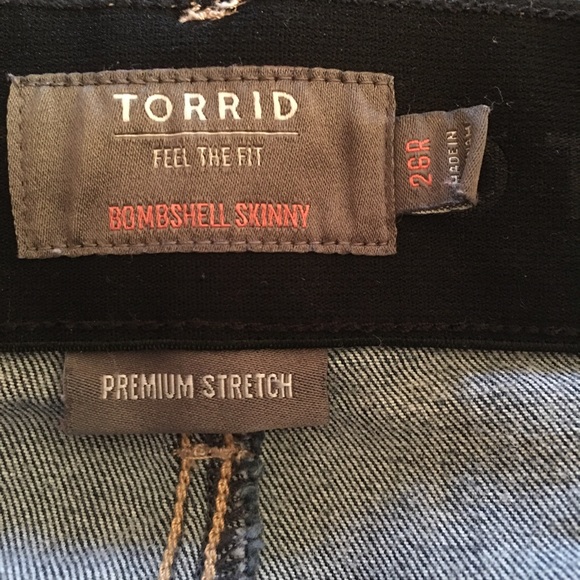 TORRID
FEEL THE FIT
BOMBSHELL SKINNY
26R
MADE IN
PREMIUM STRETCH